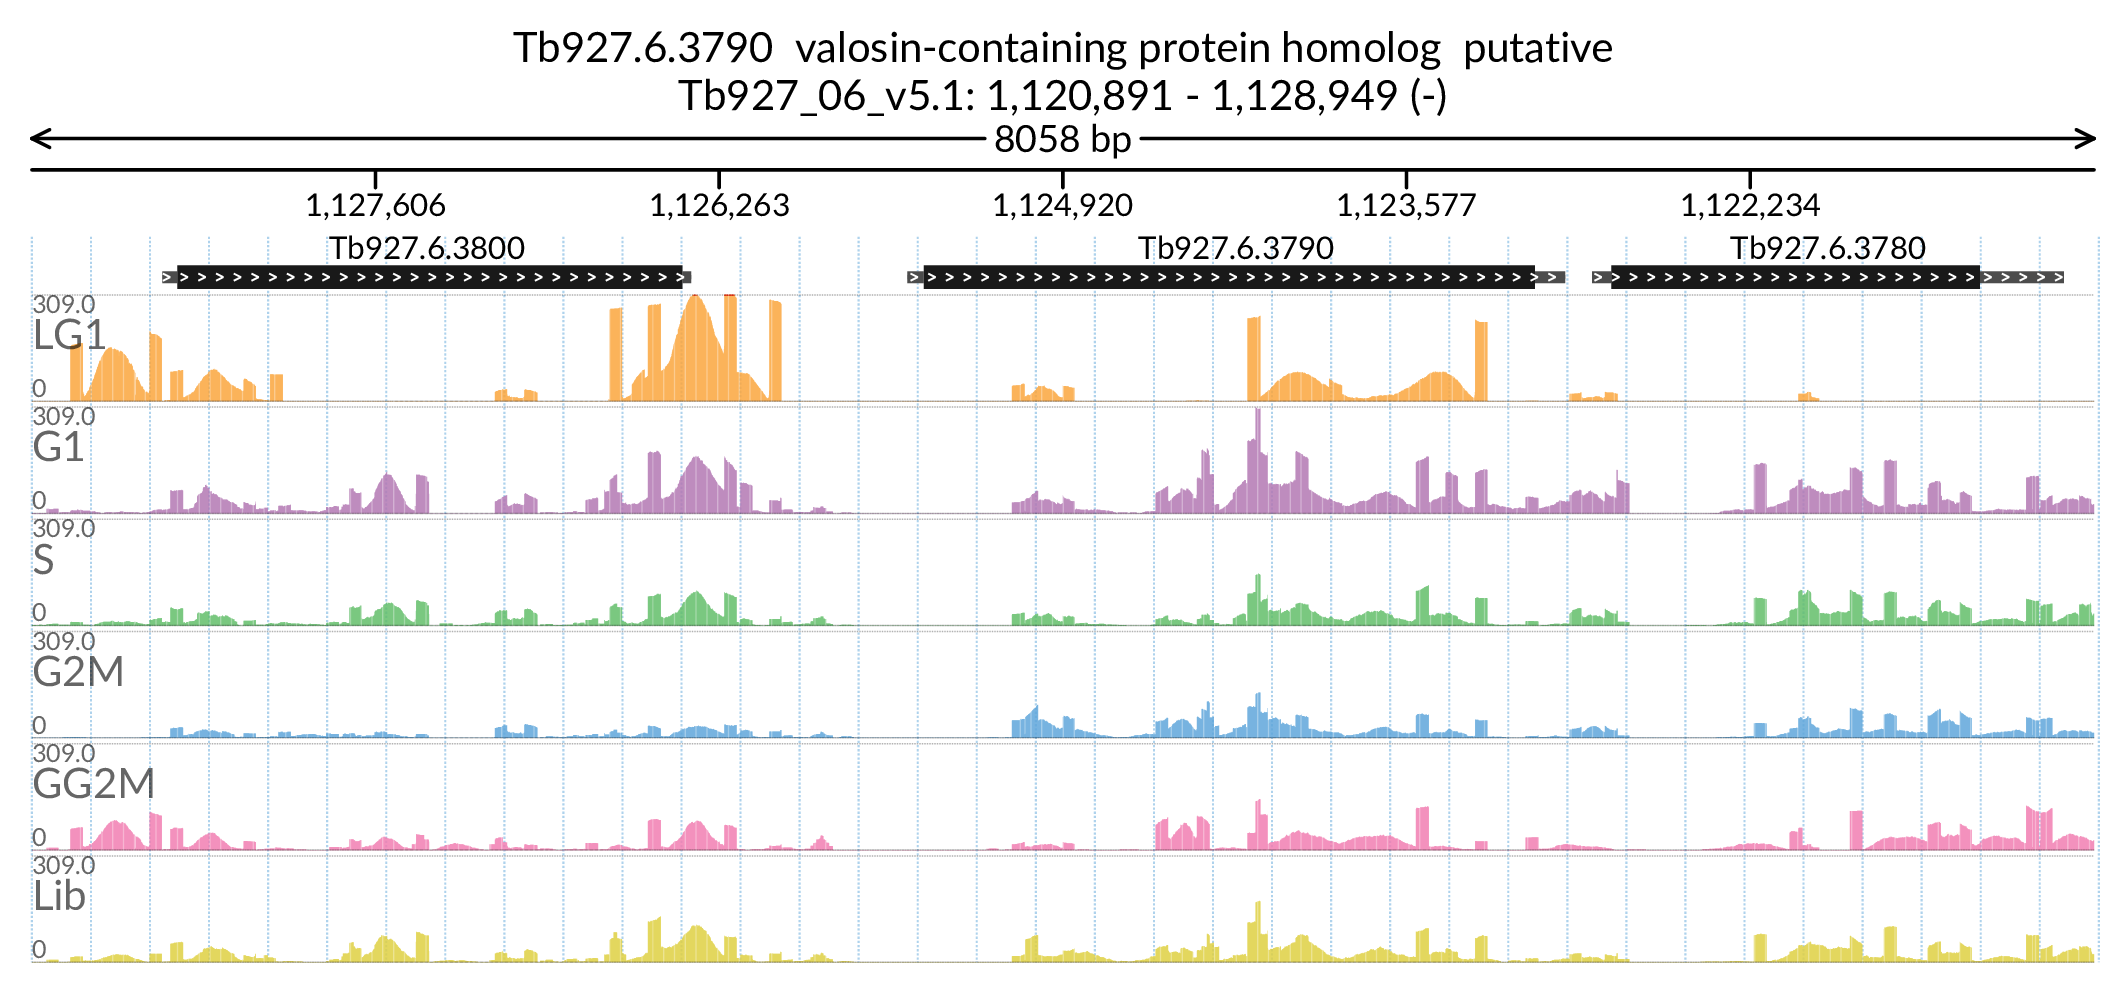 Tb927.6.3790 valosin-containing protein homolog putative
Tb927_06_v5.1: 1,120,891 - 1,128,949 (-)
8058 bp
1,127,606 1,126,263 1,124,920 1,123,577 1,122,234
Tb927.6.3800 Tb927.6.3790 Tb927.6.3780
309.0
LG1
0
309.0
G1
0
309.0
S
0
309.0
G2M
0
309.0
GG2M
0
309.0
Lib
0